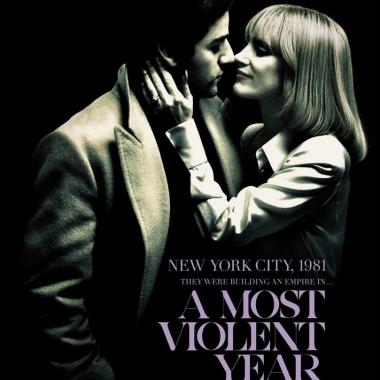 NEW YORK CITY, 1981
THEY WERE BUILDING AN EMPIRE IN...
A MOST
VIOLENT
YEAR